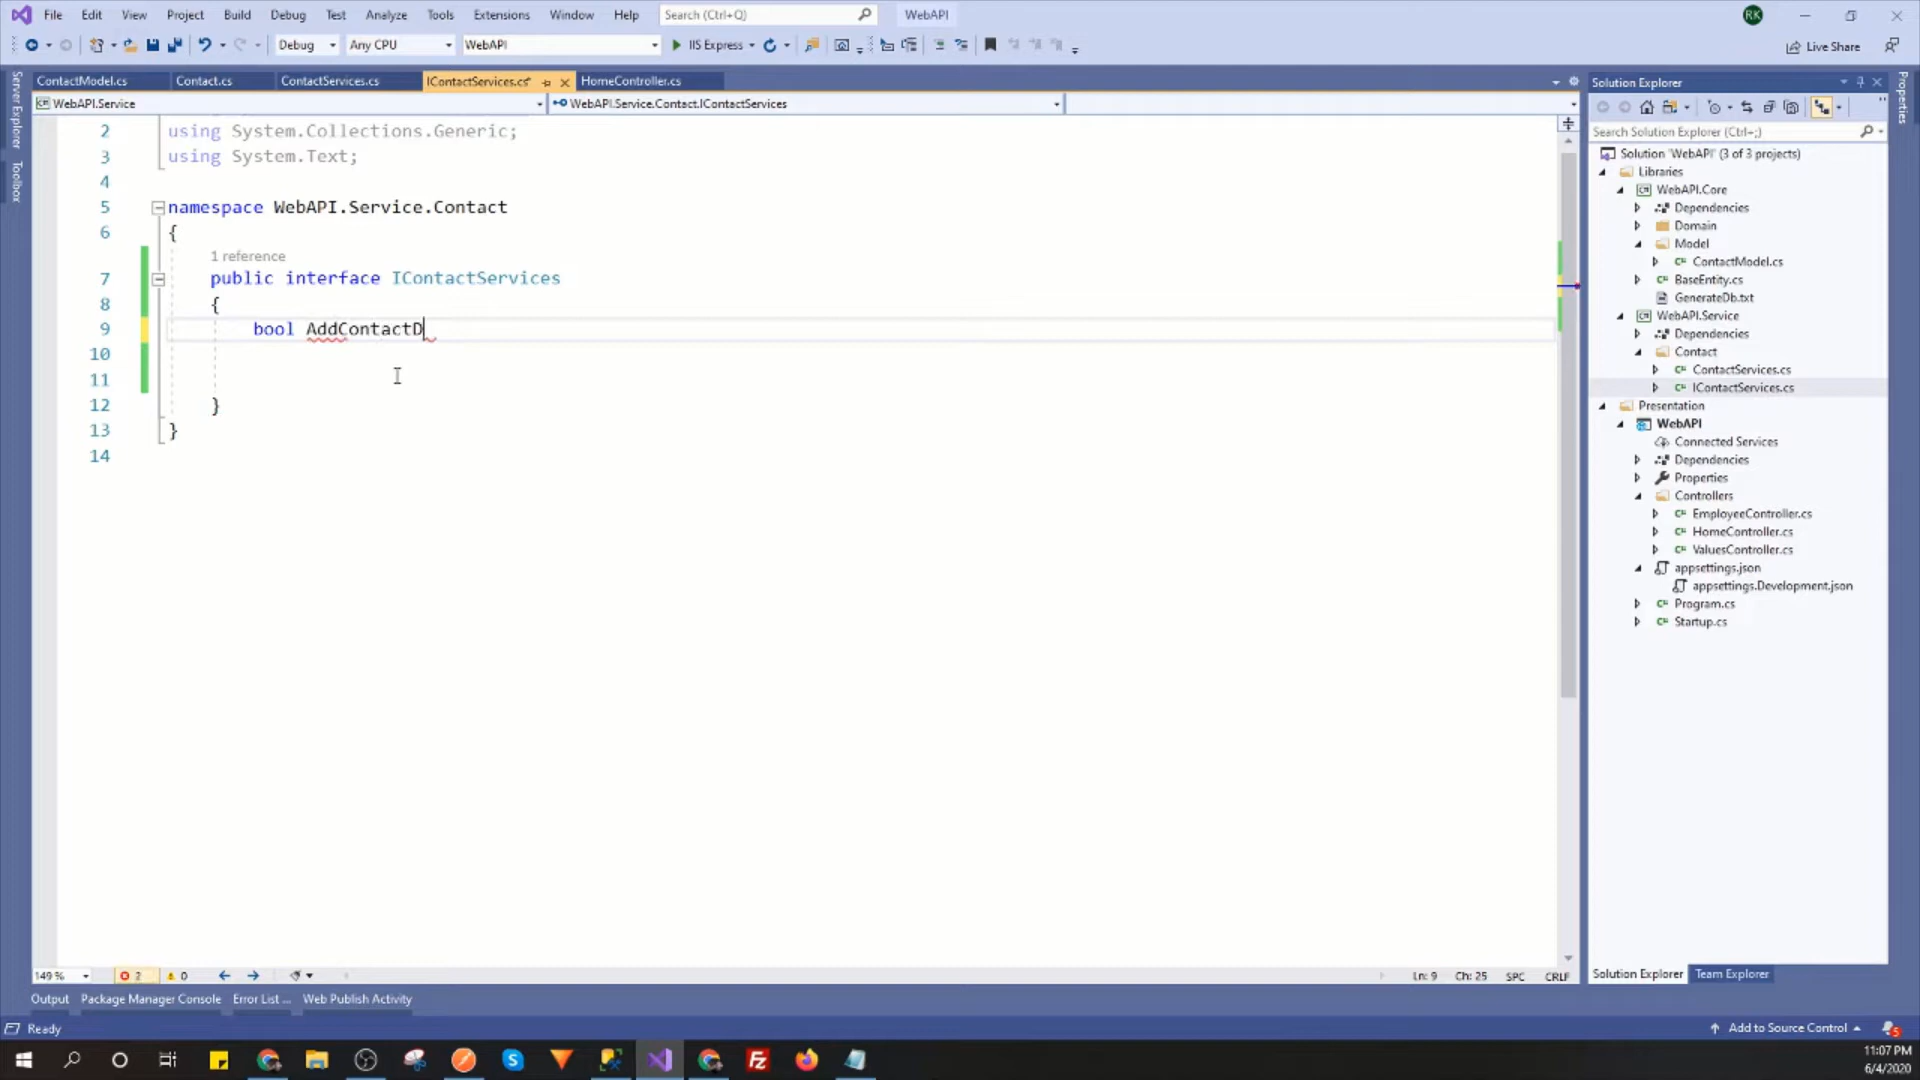 File Edit View Project Build Debug Test Analyze Tools Extensions Window Help Search (Ctrl+Q) WebAPI RK
Debug Any CPU WebAPI IIS Express Live Share
ContactModel.cs Contact.cs ContactServices.cs IContactServices.cs* HomeController.cs
WebAPI.Service WebAPI.Service.Contact.IContactServices
Server Explorer
Toolbox
2 using System.Collections.Generic;
3 using System.Text;
4
5 namespace WebAPI.Service.Contact
6 {
1 reference
7 public interface IContactServices
8 {
9 bool AddContactD
10
11
12 }
13 }
14
149 % 2 0 Ln: 9 Ch: 25 SPC CRLF
Solution Explorer
Search Solution Explorer (Ctrl+;)
Solution 'WebAPI' (3 of 3 projects)
Libraries
WebAPI.Core
Dependencies
Domain
Model
ContactModel.cs
BaseEntity.cs
GenerateDb.txt
WebAPI.Service
Dependencies
Contact
ContactServices.cs
IContactServices.cs
Presentation
WebAPI
Connected Services
Dependencies
Properties
Controllers
EmployeeController.cs
HomeController.cs
ValuesController.cs
appsettings.json
appsettings.Development.json
Program.cs
Startup.cs
Solution Explorer Team Explorer
Properties
Output Package Manager Console Error List ... Web Publish Activity
Ready Add to Source Control 5
11:07 PM
6/4/2020